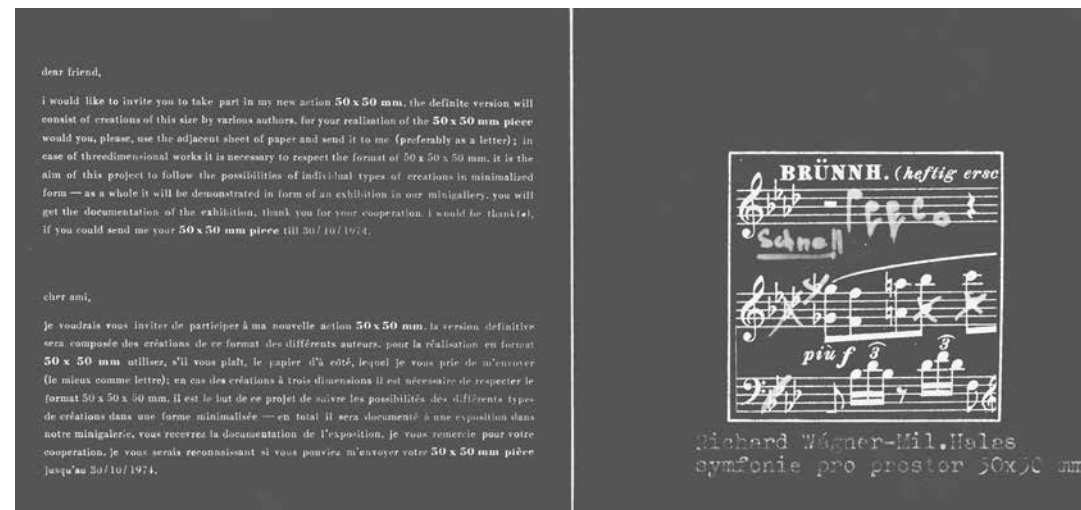 dear friend,
i would like to invite you to take part in my new action 50 x 50 mm. the definite version will
consist of creations of this size by various authors. for your realization of the 50 x 50 mm piece
would you, please, use the adjacent sheet of paper and send it to me (preferably as a letter); in
case of threedimensional works it is necessary to respect the format of 50 x 50 x 50 mm. it is the
aim of this project to follow the possibilities of individual types of creations in minimalized
form — as a whole it will be demonstrated in form of an exhibition in our minigallery. you will
get the documentation of the exhibition, thank you for your cooperation. i would be thankful,
if you could send me your 50 x 50 mm piece till 30/10/1974.
cher ami,
je voudrais vous inviter de participer à ma nouvelle action 50 x 50 mm. la version definitive
sera composée des créations de ce format des différents auteurs. pour la réalisation en format
50 x 50 mm utilisez, s'il vous plaît, le papier d'à côté, lequel je vous prie de m'envoyer
(le mieux comme lettre); en cas des créations à trois dimensions il est nécessaire de respecter le
format 50 x 50 x 50 mm. il est le but de ce projet de suivre les possibilités des différents types
de créations dans une forme minimalisée — en total il sera documenté à une exposition dans
notre minigalerie, vous recevrez la documentation de l'exposition, je vous remercie pour votre
cooperation. je vous serais reconnaissant si vous pouviez m'envoyer votre 50 x 50 mm pièce
jusqu'au 30/10/1974.
BRÜNNH. (heftig ersc
Schnell
più f 3 3
Richard Wagner-Mil.Hales
symfonie pro prostor 50x50 mm